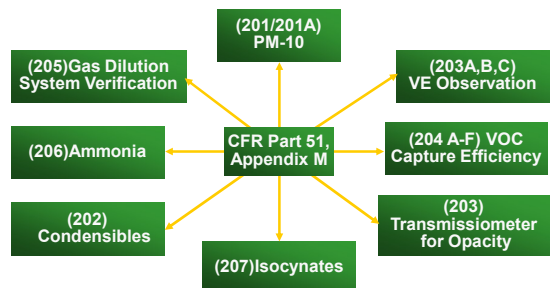 (201/201A)
PM-10
(205)Gas Dilution
System Verification
(203A,B,C)
VE Observation
(206)Ammonia
CFR Part 51,
Appendix M
(204 A-F) VOC
Capture Efficiency
(202)
Condensibles
(203)
Transmissiometer
for Opacity
(207)Isocynates